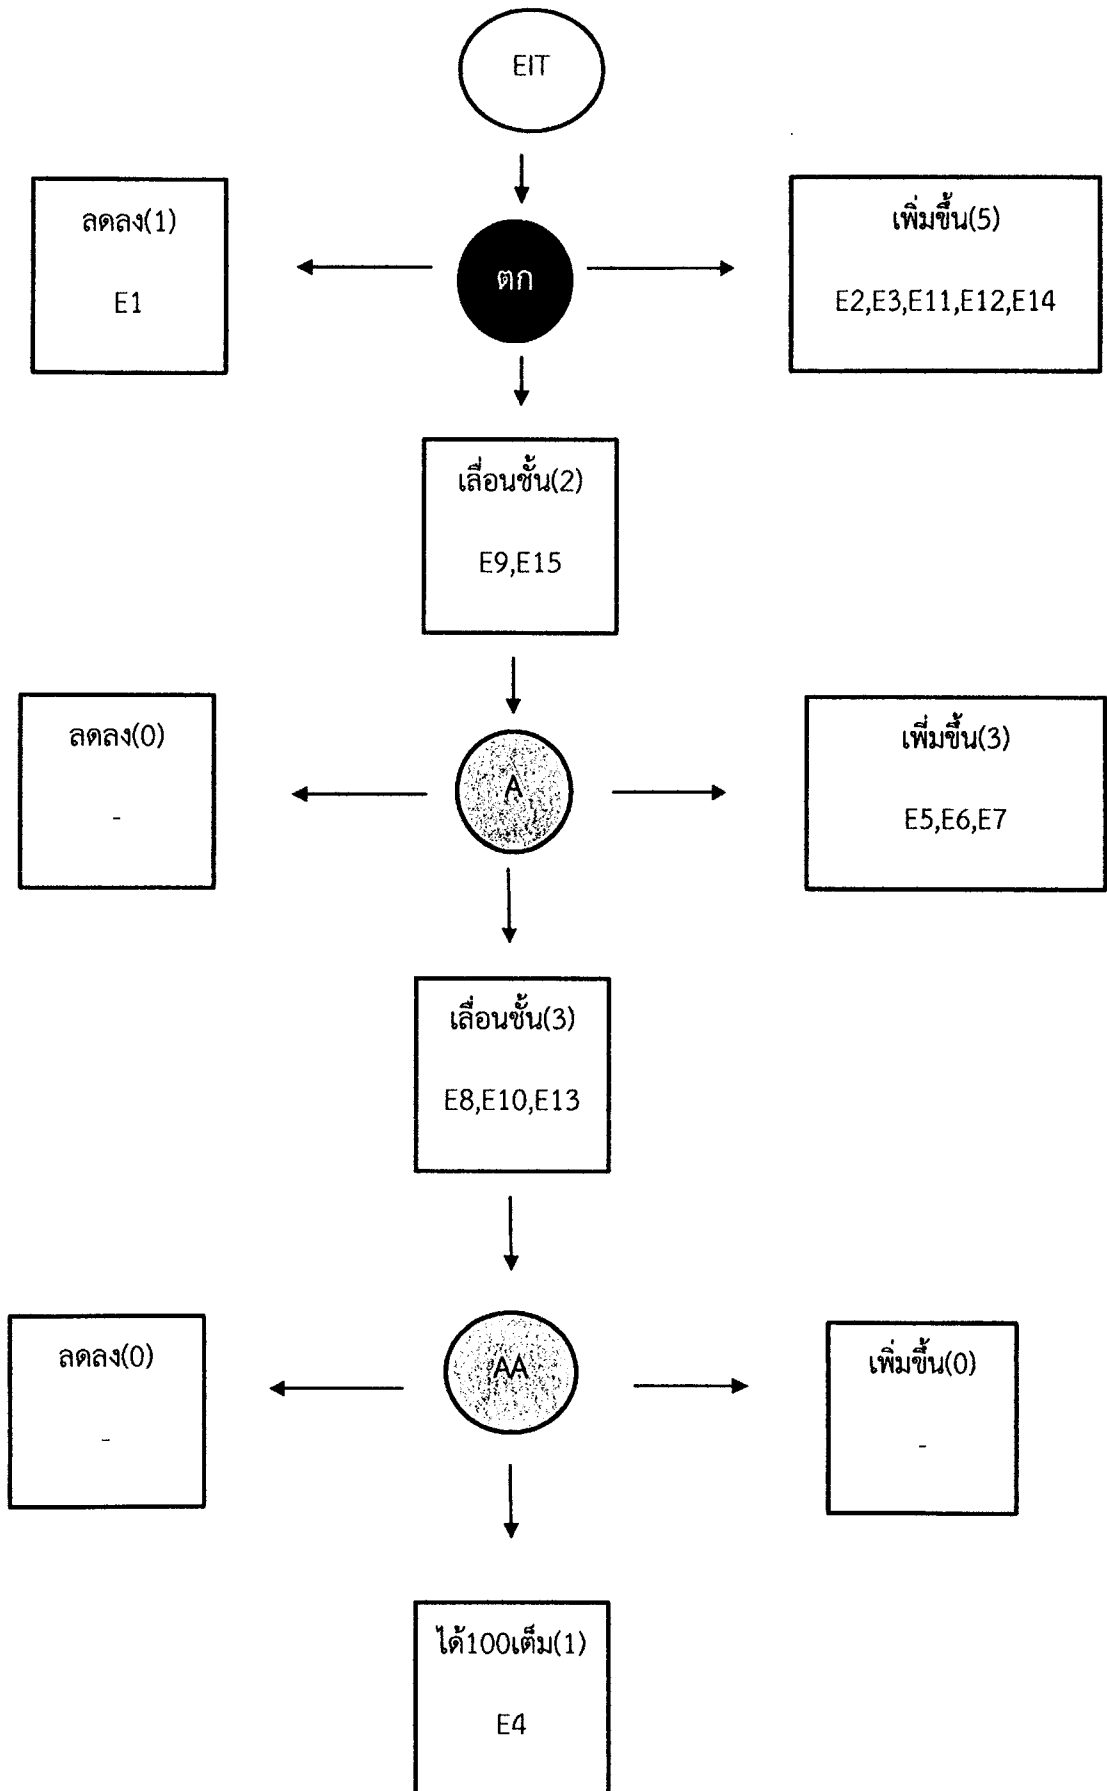 EIT
ลดลง(1)
E1
ตก
เพิ่มขึ้น(5)
E2,E3,E11,E12,E14
เลื่อนชั้น(2)
E9,E15
ลดลง(0)
-
A
เพิ่มขึ้น(3)
E5,E6,E7
เลื่อนชั้น(3)
E8,E10,E13
ลดลง(0)
-
AA
เพิ่มขึ้น(0)
-
ได้100เต็ม(1)
E4